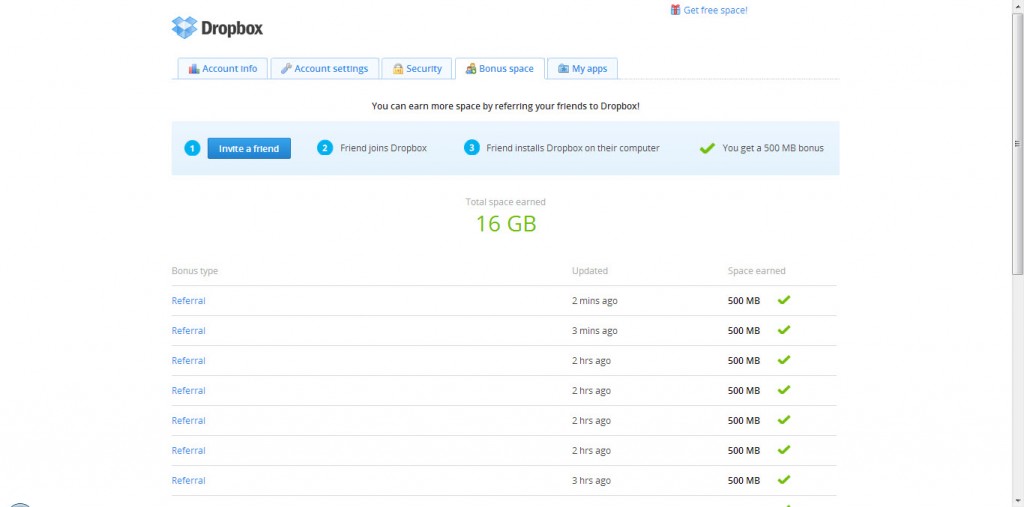 Get free space!
Dropbox
Account info Account settings Security Bonus space My apps
You can earn more space by referring your friends to Dropbox!
1 Invite a friend 2 Friend joins Dropbox 3 Friend installs Dropbox on their computer You get a 500 MB bonus
Total space earned
16 GB
Bonus type Updated Space earned
Referral 2 mins ago 500 MB
Referral 3 mins ago 500 MB
Referral 2 hrs ago 500 MB
Referral 2 hrs ago 500 MB
Referral 2 hrs ago 500 MB
Referral 2 hrs ago 500 MB
Referral 3 hrs ago 500 MB